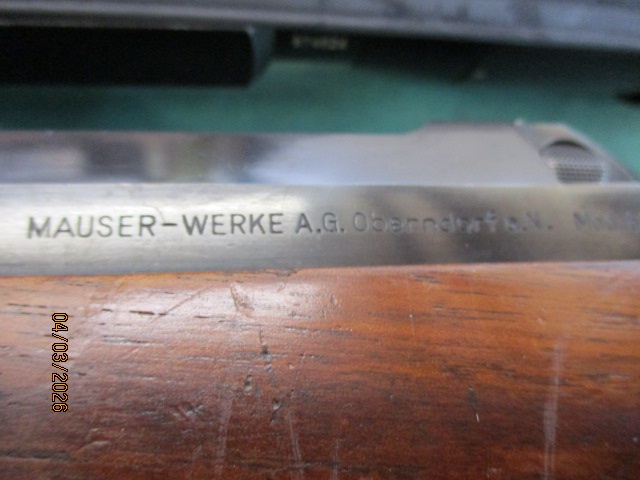 MAUSER-WERKE A.G. Oberndorf a.N.
04/03/2026